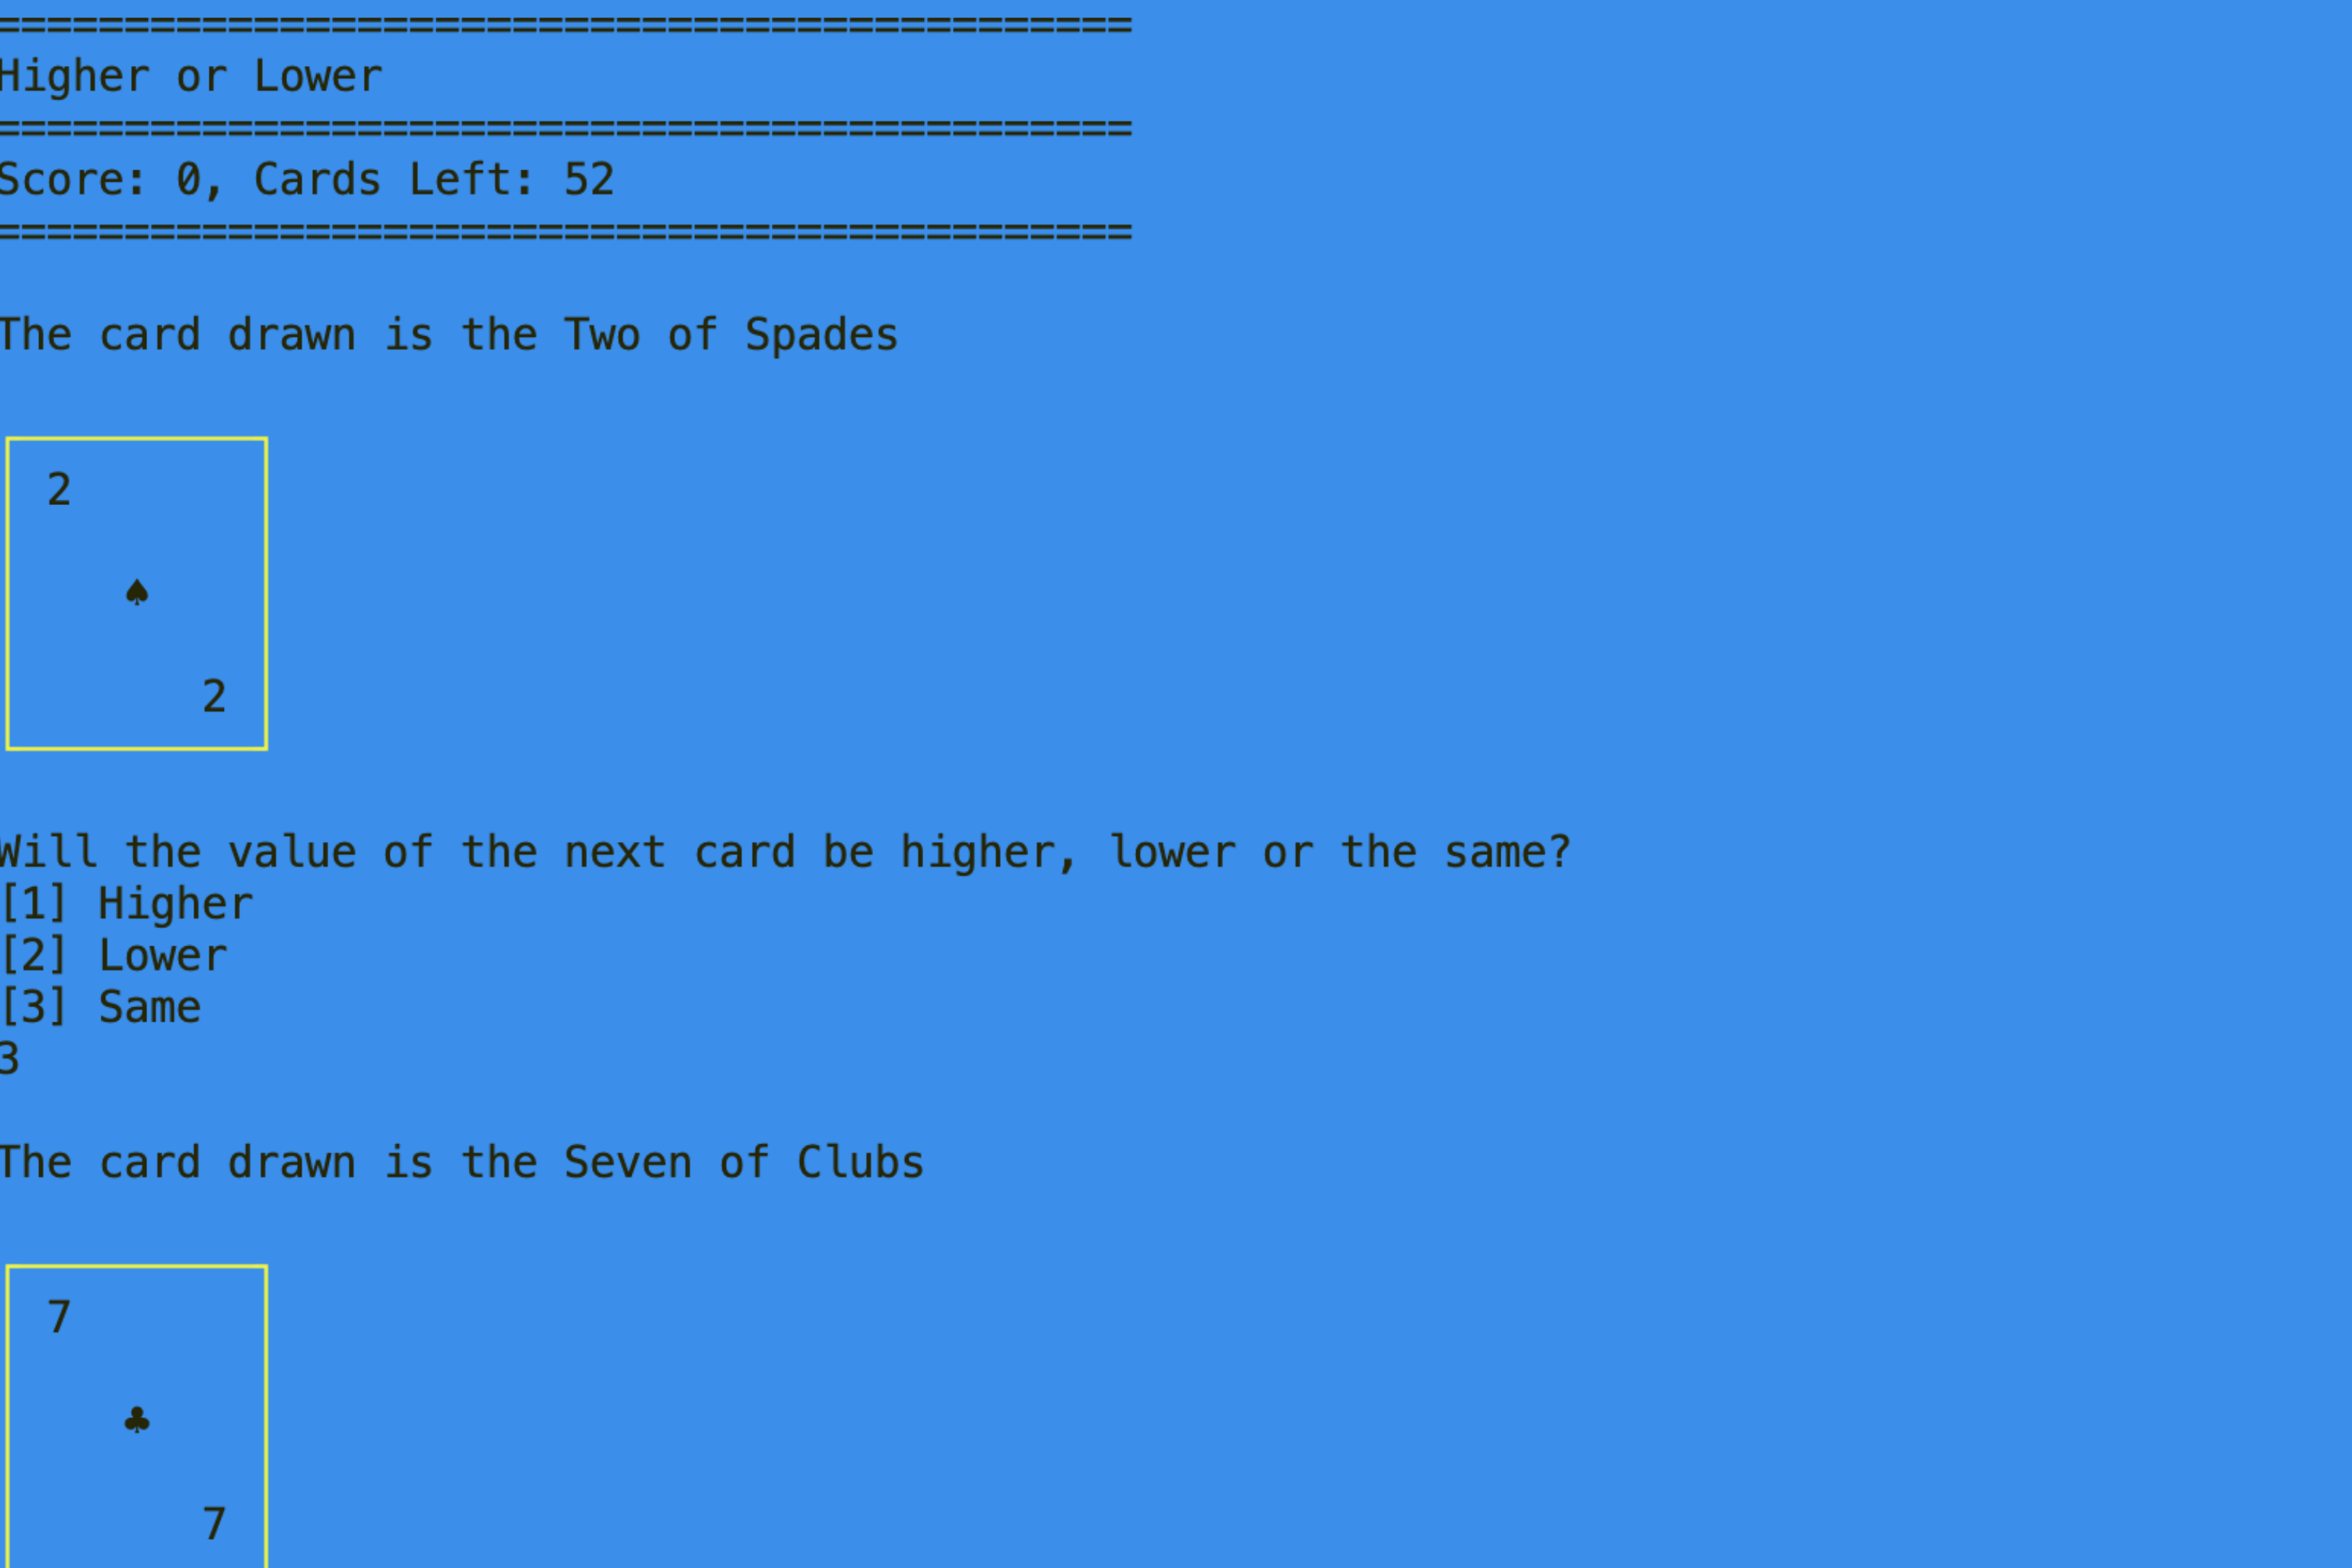 ============================================
Higher or Lower
============================================
Score: 0, Cards Left: 52
============================================
The card drawn is the Two of Spades
2
♠
2
Will the value of the next card be higher, lower or the same?
[1] Higher
[2] Lower
[3] Same
3
The card drawn is the Seven of Clubs
7
♣
7